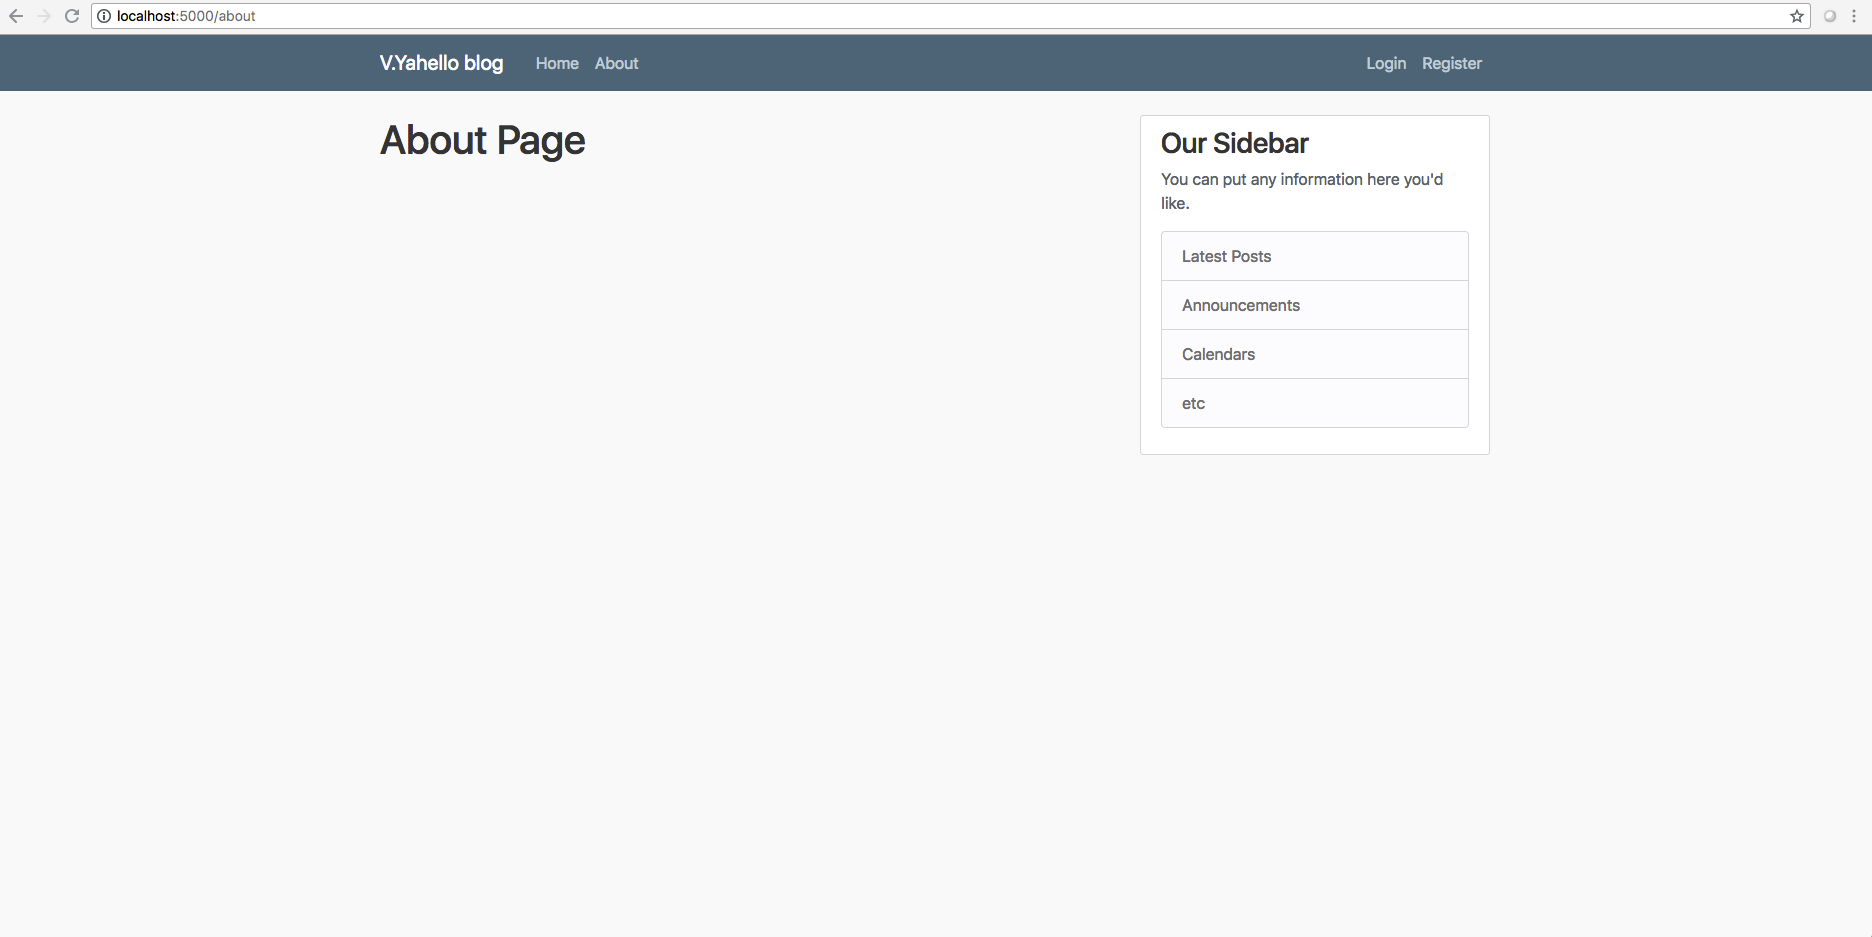 localhost:5000/about
V.Yahello blog Home About Login Register
About Page
Our Sidebar
You can put any information here you'd
like.
Latest Posts
Announcements
Calendars
etc